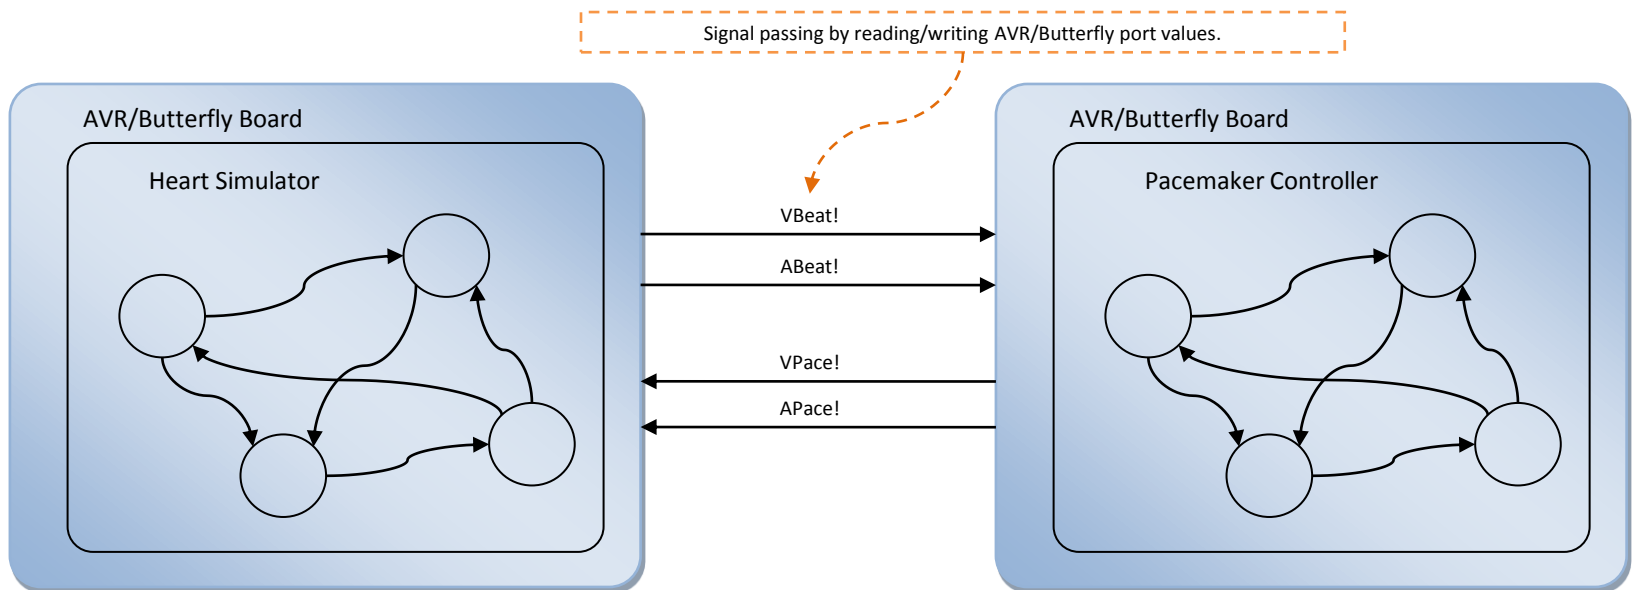 Signal passing by reading/writing AVR/Butterfly port values.
AVR/Butterfly Board
Heart Simulator
VBeat!
ABeat!
VPace!
APace!
AVR/Butterfly Board
Pacemaker Controller